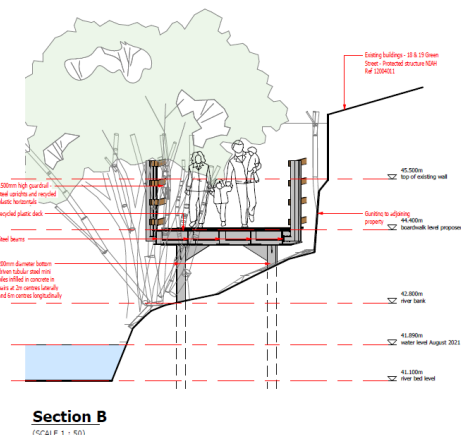 Existing buildings - 18 & 19 Green
Street - Protected structure NIAH
Ref 12004011
500mm high guardrail -
steel uprights and recycled
plastic horizontals
recycled plastic deck
steel beams
diameter bottom
driven tubular steel mini
piles infilled in concrete in
pairs at 2m centres laterally
and 6m centres longitudinally
45.500m
top of existing wall
Guniting to adjoining
property
44.400m
boardwalk level proposed
42.800m
river bank
41.890m
water level August 2021
41.100m
river bed level
Section B
(SCALE 1 : 50)